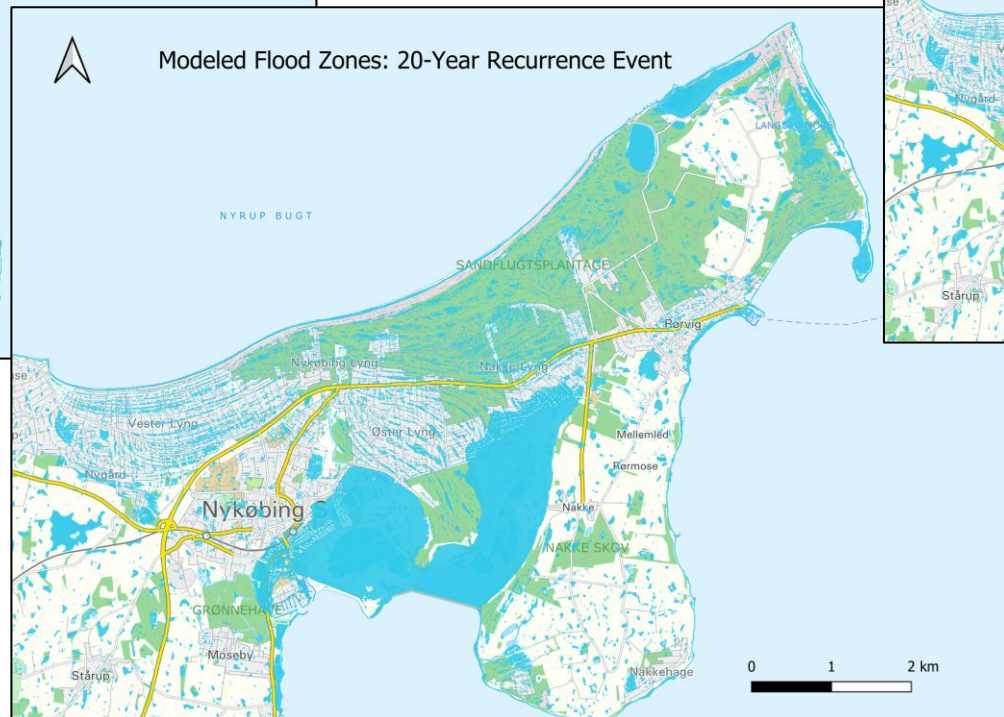 Modeled Flood Zones: 20-Year Recurrence Event
NYRUP BUGT
SANDFLUGTSPLANTAGE
Rørvig
Nykøbing Lyng
Nakke Lyng
Vester Lyng
Øster Lyng
Nygård
Nykøbing S
Mellemled
Rørmose
Nakke
NAKKE SKOV
GRØNNEHAVE
Moseby
Stårup
Nakkehage
0 1 2 km
Nygård
Stårup